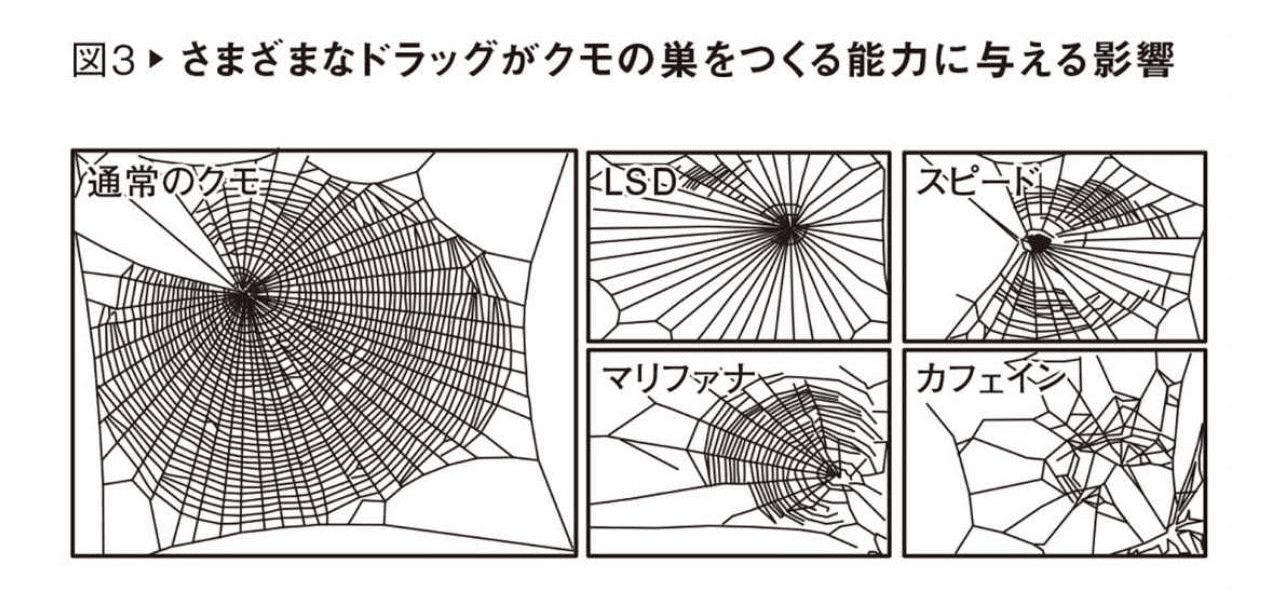 図3▶ さまざまなドラッグがクモの巣をつくる能力に与える影響
通常のクモ
LSD
スピード
マリファナ
カフェイン